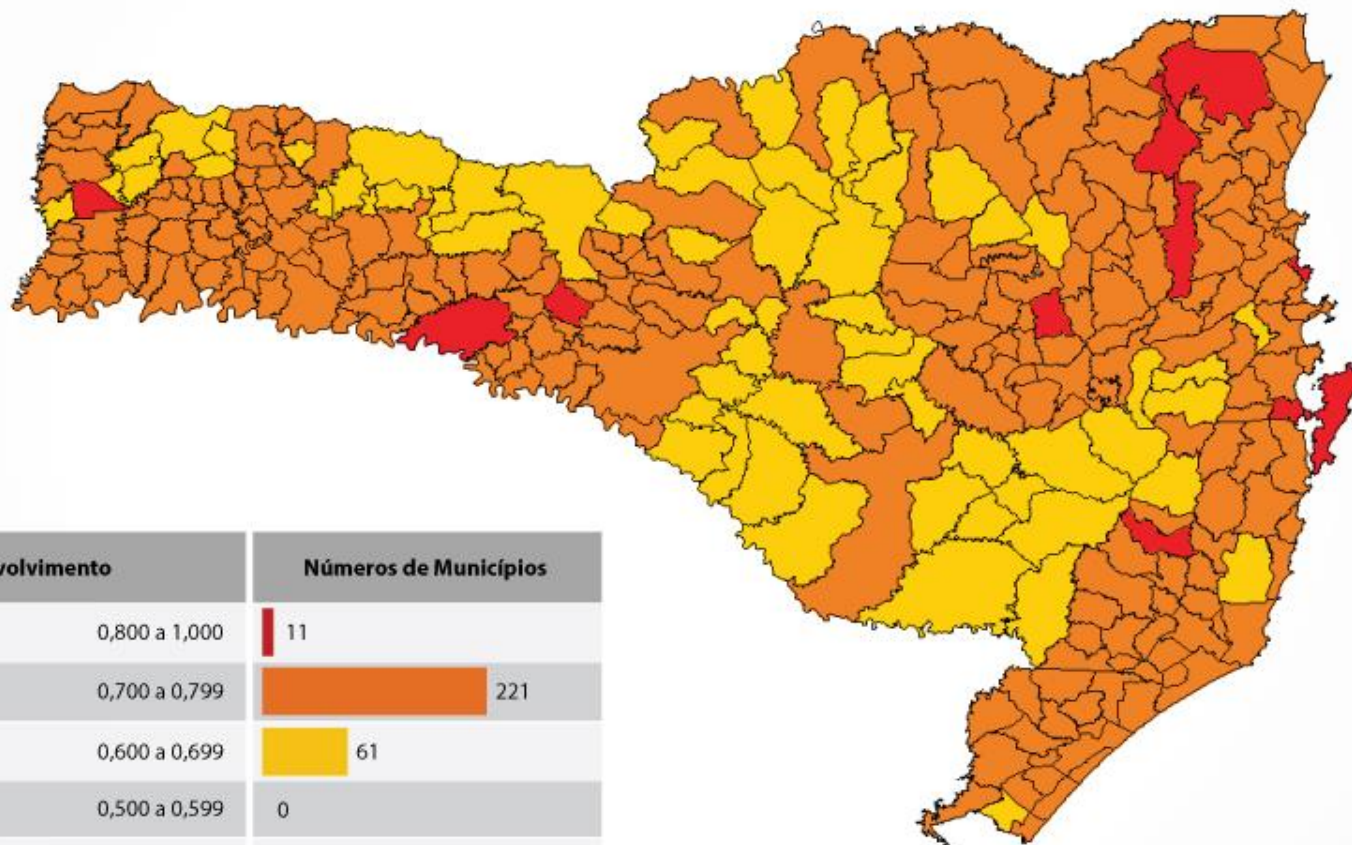 volvimento Números de Municípios
0,800 a 1,000 11
0,700 a 0,799 221
0,600 a 0,699 61
0,500 a 0,599 0